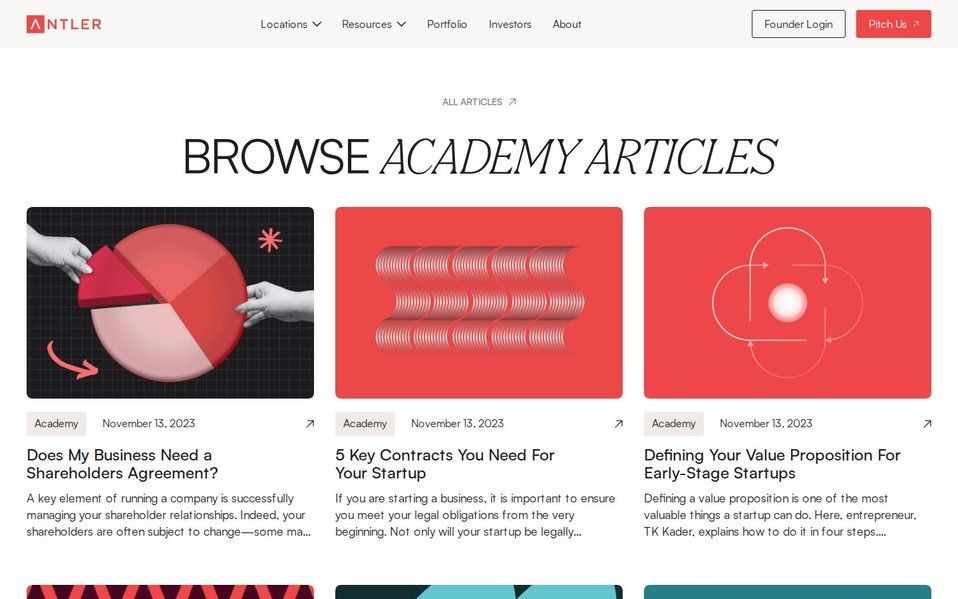 ANTLER
Locations
Resources
Portfolio
Investors
About
Founder Login
Pitch Us
ALL ARTICLES
BROWSE ACADEMY ARTICLES
Academy
November 13, 2023
Does My Business Need a
Shareholders Agreement?
A key element of running a company is successfully
managing your shareholder relationships. Indeed, your
shareholders are often subject to change—some ma...
Academy
November 13, 2023
5 Key Contracts You Need For
Your Startup
If you are starting a business, it is important to ensure
you meet your legal obligations from the very
beginning. Not only will your startup be legally...
Academy
November 13, 2023
Defining Your Value Proposition For
Early-Stage Startups
Defining a value proposition is one of the most
valuable things a startup can do. Here, entrepreneur,
TK Kader, explains how to do it in four steps....